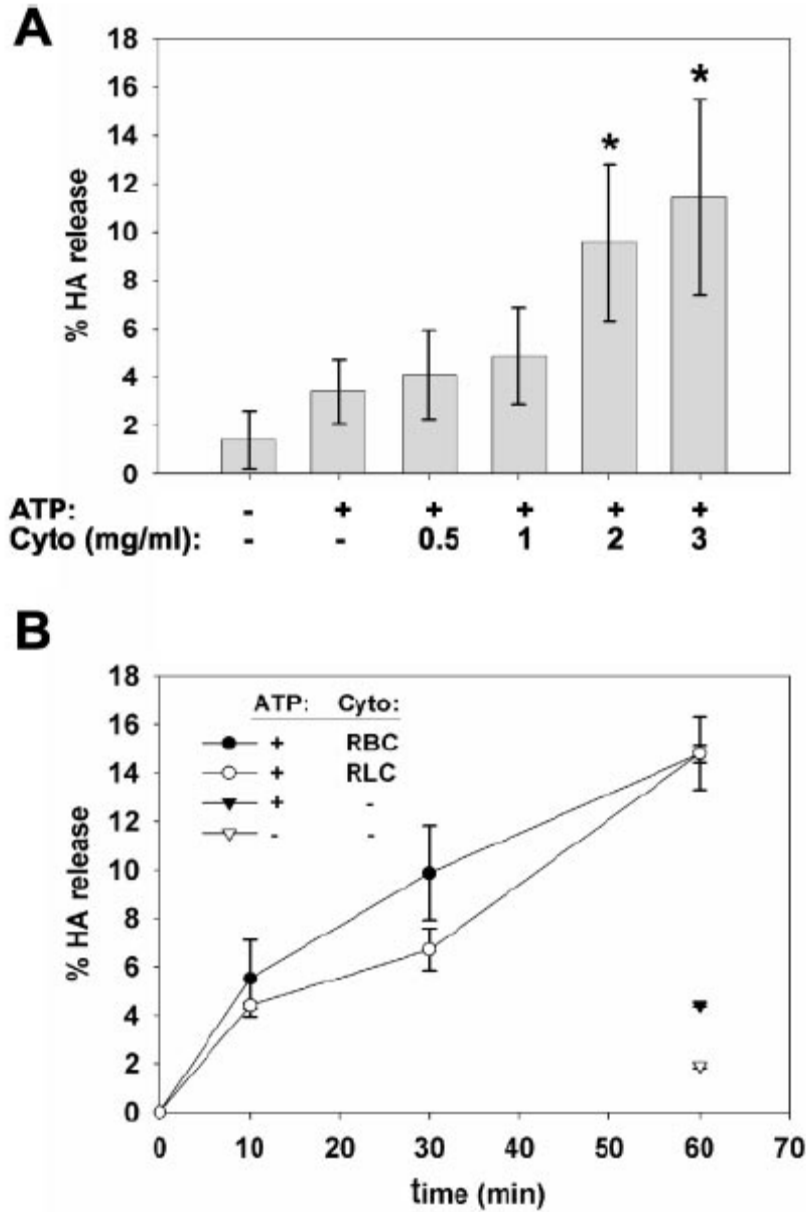 A
18
16
14
12
10
8
6
4
2
0
% HA release
* *
ATP: - + + + + +
Cyto (mg/ml): - - 0.5 1 2 3
B
18
16
14
12
10
8
6
4
2
0
% HA release
ATP: Cyto:
+ RBC
+ RLC
+ -
- -
0 10 20 30 40 50 60 70
time (min)